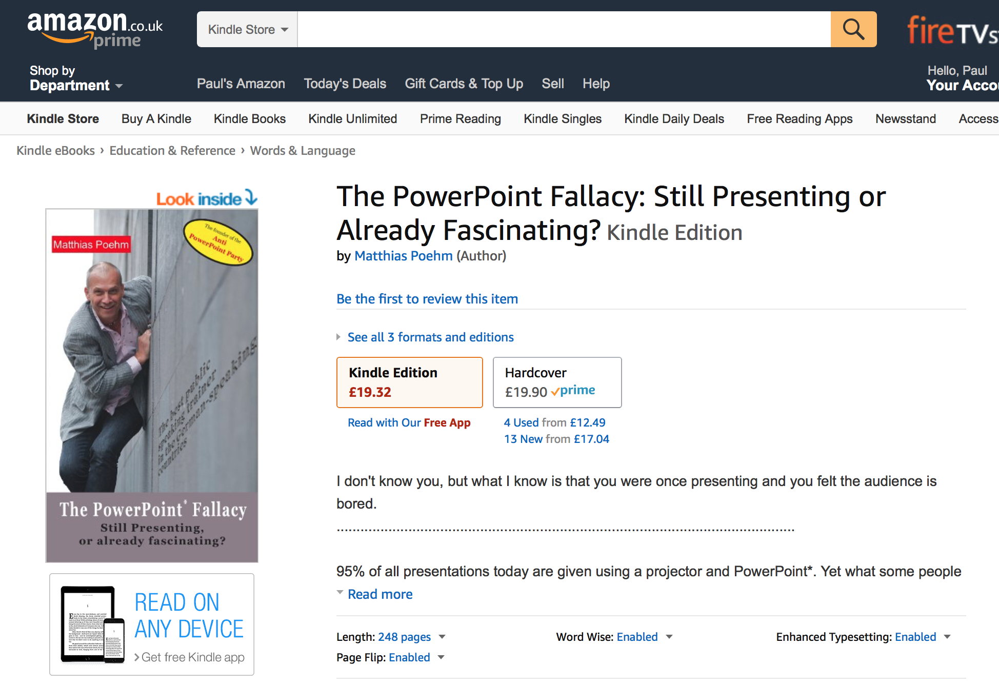 amazon.co.uk
prime
Kindle Store
fireTVst
Shop by
Department
Paul's Amazon Today's Deals Gift Cards & Top Up Sell Help
Hello, Paul
Your Accou
Kindle Store Buy A Kindle Kindle Books Kindle Unlimited Prime Reading Kindle Singles Kindle Daily Deals Free Reading Apps Newsstand Access
Kindle eBooks › Education & Reference › Words & Language
Look inside
Matthias Poehm
The founder of the
Anti
PowerPoint Party
The best public
speaking trainer
in the German-speaking
countries
The PowerPoint* Fallacy
Still Presenting,
or already fascinating?
READ ON
ANY DEVICE
Get free Kindle app
The PowerPoint Fallacy: Still Presenting or
Already Fascinating? Kindle Edition
by Matthias Poehm (Author)
Be the first to review this item
See all 3 formats and editions
Kindle Edition
£19.32
Read with Our Free App
Hardcover
£19.90 prime
4 Used from £12.49
13 New from £17.04
I don't know you, but what I know is that you were once presenting and you felt the audience is
bored.
................................................................................................................
95% of all presentations today are given using a projector and PowerPoint*. Yet what some people
Read more
Length: 248 pages Word Wise: Enabled Enhanced Typesetting: Enabled
Page Flip: Enabled